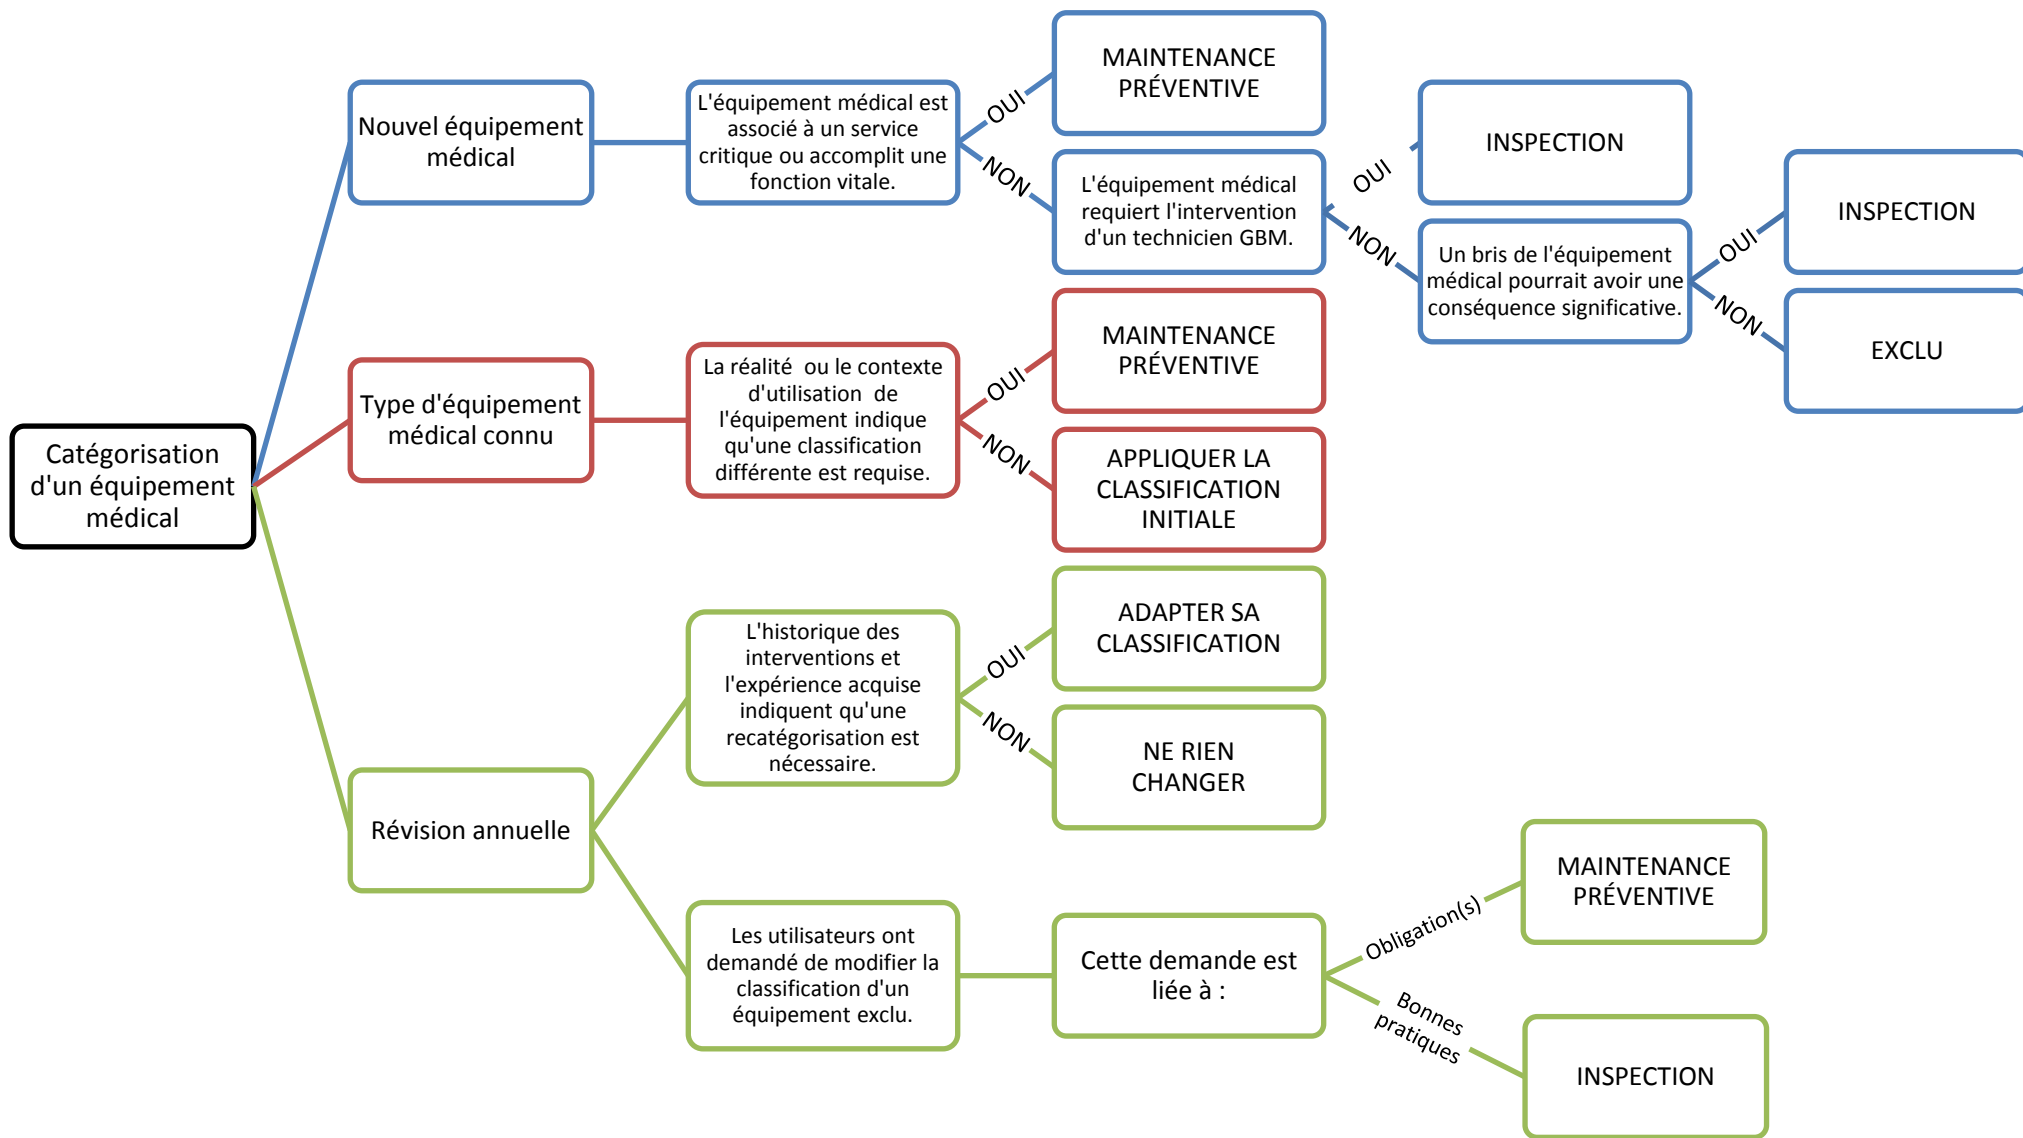 Catégorisation
d'un équipement
médical
Nouvel équipement
médical
L'équipement médical est
associé à un service
critique ou accomplit une
fonction vitale.
OUI
MAINTENANCE
PRÉVENTIVE
NON
L'équipement médical
requiert l'intervention
d'un technicien GBM.
OUI
INSPECTION
NON
Un bris de l'équipement
médical pourrait avoir une
conséquence significative.
OUI
INSPECTION
NON
EXCLU
Type d'équipement
médical connu
La réalité  ou le contexte
d'utilisation  de
l'équipement indique
qu'une classification
différente est requise.
OUI
MAINTENANCE
PRÉVENTIVE
NON
APPLIQUER LA
CLASSIFICATION
INITIALE
Révision annuelle
L'historique des
interventions et
l'expérience acquise
indiquent qu'une
recatégorisation est
nécessaire.
OUI
ADAPTER SA
CLASSIFICATION
NON
NE RIEN
CHANGER
Les utilisateurs ont
demandé de modifier la
classification d'un
équipement exclu.
Cette demande est
liée à :
Obligation(s)
MAINTENANCE
PRÉVENTIVE
Bonnes
pratiques
INSPECTION